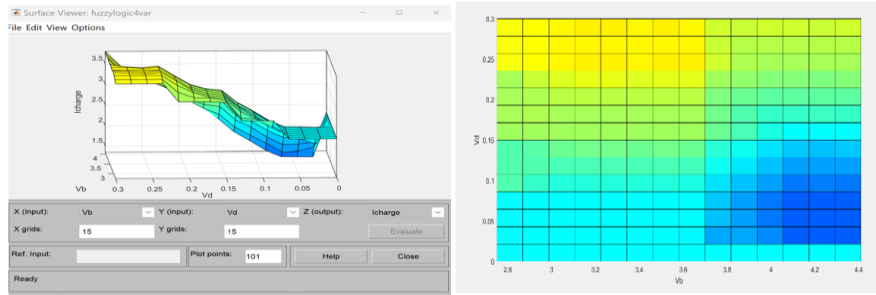 Surface Viewer: fuzzylogic4var
File Edit View Options
3.5
3
2.5
2
1.5
Icharge
4
3.5
3
Vb
0.3 0.25 0.2 0.15 0.1 0.05 0
Vd
X (input): Vb Y (input): Vd Z (output): Icharge
X grids: 15 Y grids: 15 Evaluate
Ref. Input: Plot points: 101 Help Close
Ready
0.3
0.25
0.2
0.15
0.1
0.05
0
Vd
2.8 3 3.2 3.4 3.6 3.8 4 4.2 4.4
Vb